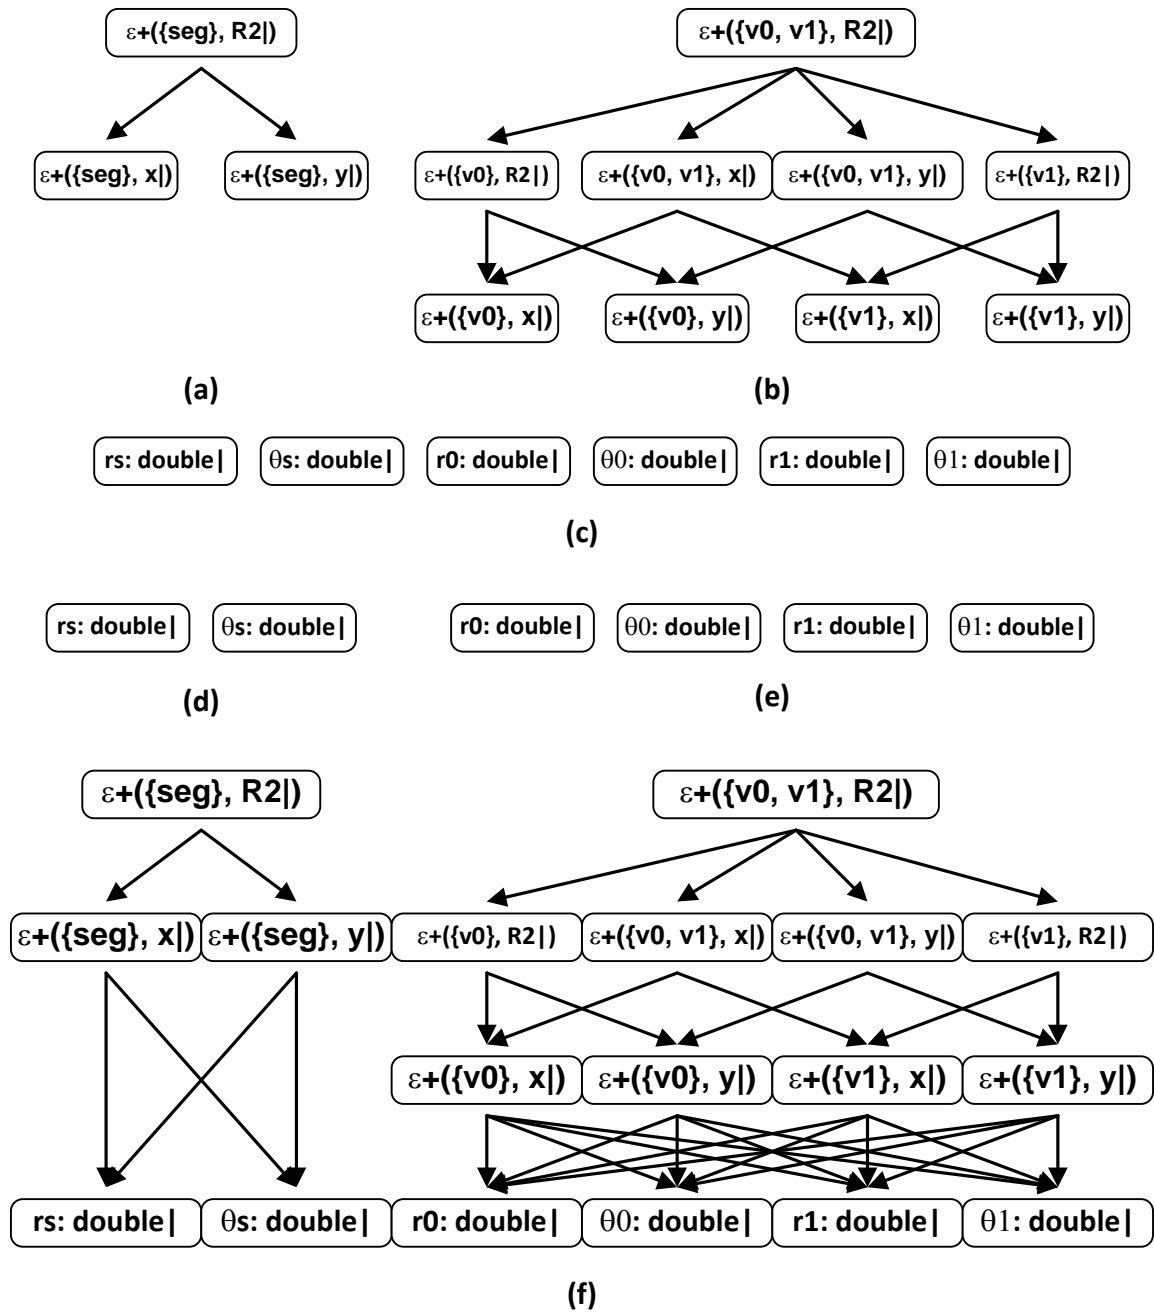 ε+({seg}, R2|) ε+({v0, v1}, R2|)
ε+({seg}, x|) ε+({seg}, y|) ε+({v0}, R2|) ε+({v0, v1}, x|) ε+({v0, v1}, y|) ε+({v1}, R2|)
ε+({v0}, x|) ε+({v0}, y|) ε+({v1}, x|) ε+({v1}, y|)
(a) (b)
rs: double| θs: double| r0: double| θ0: double| r1: double| θ1: double|
(c)
rs: double| θs: double| r0: double| θ0: double| r1: double| θ1: double|
(d) (e)
ε+({seg}, R2|) ε+({v0, v1}, R2|)
ε+({seg}, x|) ε+({seg}, y|) ε+({v0}, R2|) ε+({v0, v1}, x|) ε+({v0, v1}, y|) ε+({v1}, R2|)
ε+({v0}, x|) ε+({v0}, y|) ε+({v1}, x|) ε+({v1}, y|)
rs: double| θs: double| r0: double| θ0: double| r1: double| θ1: double|
(f)